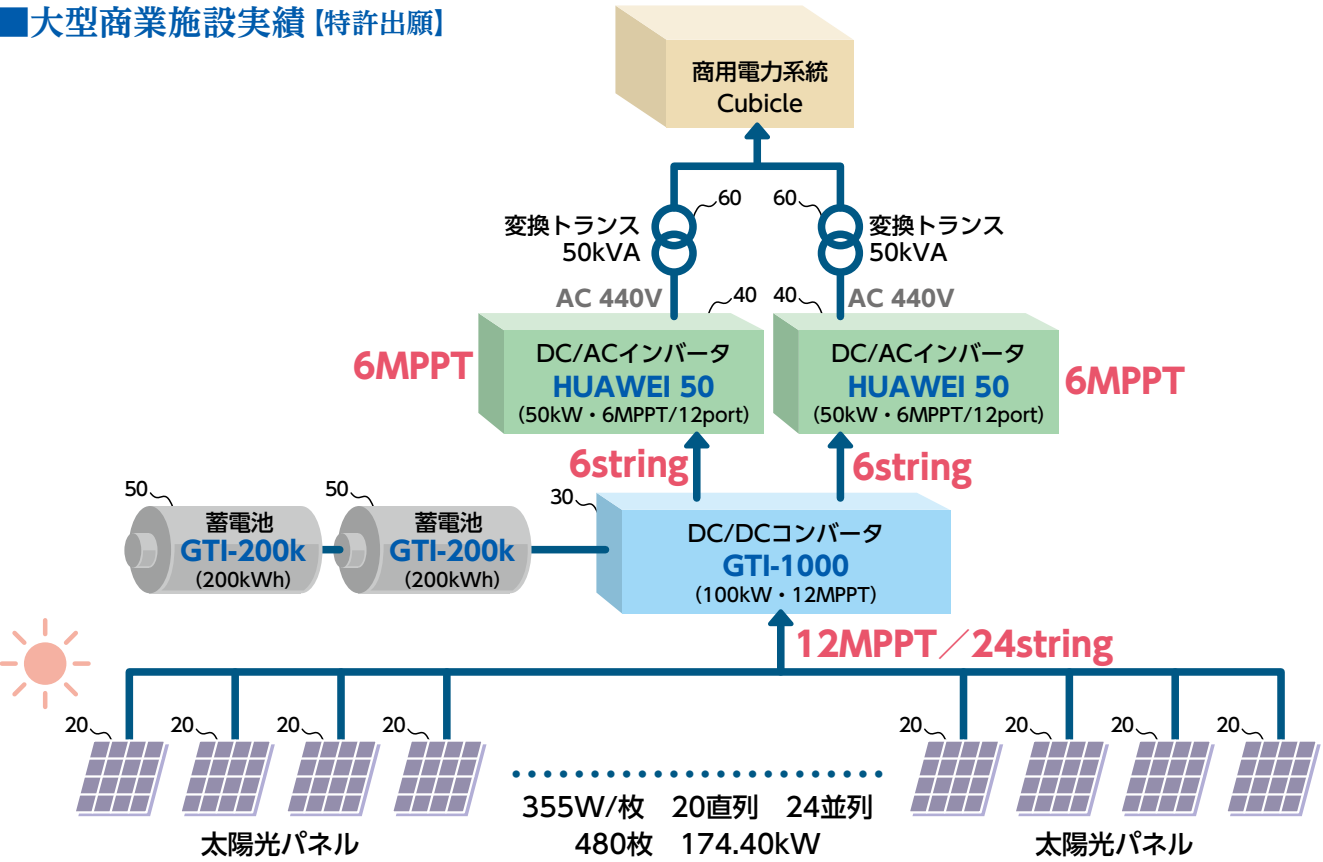 ■大型商業施設実績【特許出願】
商用電力系統
Cubicle
60
60
変換トランス
50kVA
変換トランス
50kVA
AC 440V
40
40
AC 440V
6MPPT
DC/ACインバータ
HUAWEI 50
(50kW・6MPPT/12port)
DC/ACインバータ
HUAWEI 50
(50kW・6MPPT/12port)
6MPPT
6string
6string
50
蓄電池
GTI-200k
(200kWh)
50
蓄電池
GTI-200k
(200kWh)
30
DC/DCコンバータ
GTI-1000
(100kW・12MPPT)
12MPPT／24string
20
20
20
20
20
20
20
20
355W/枚 20直列 24並列
480枚 174.40kW
太陽光パネル
太陽光パネル